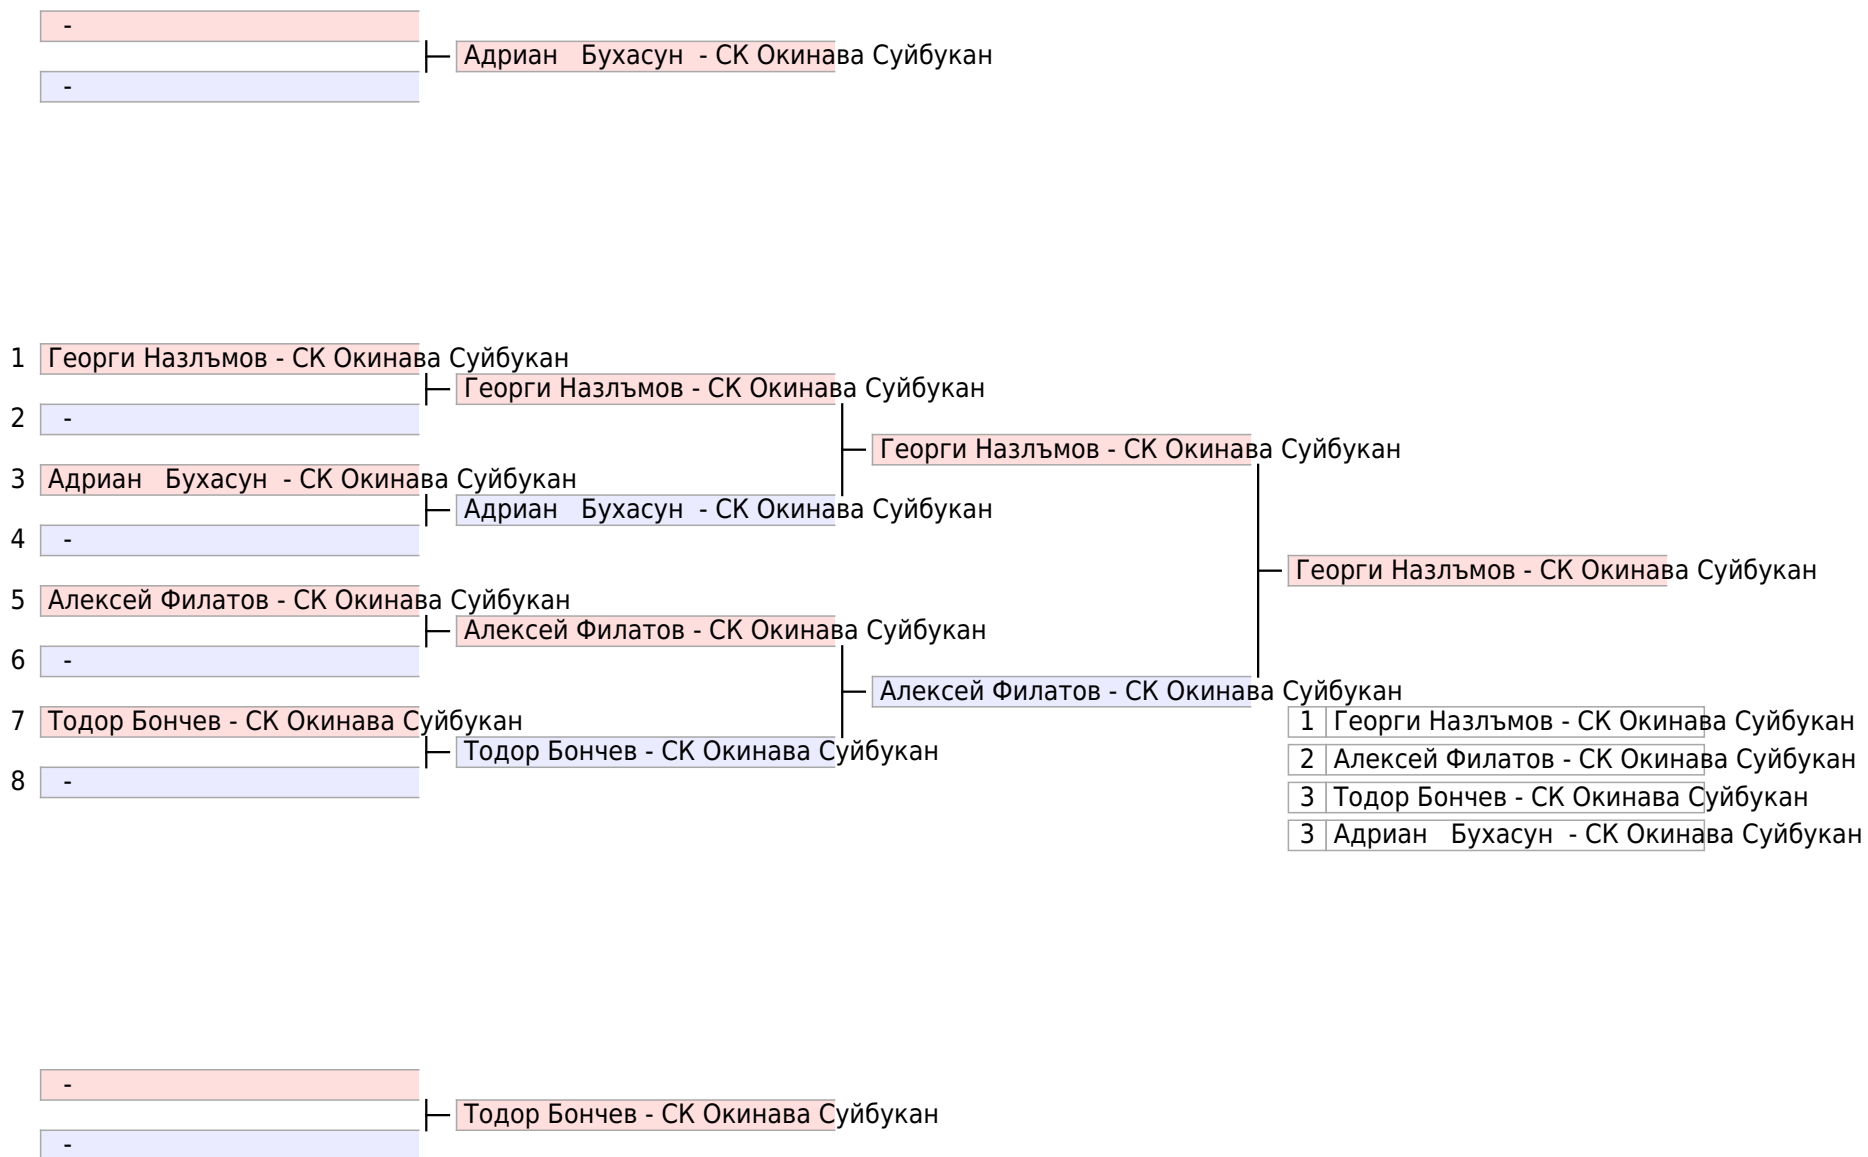 -
Адриан   Бухасун  - СК Окинава Суйбукан
-
1 Георги Назлъмов - СК Окинава Суйбукан
Георги Назлъмов - СК Окинава Суйбукан
2 -
Георги Назлъмов - СК Окинава Суйбукан
3 Адриан   Бухасун  - СК Окинава Суйбукан
Адриан   Бухасун  - СК Окинава Суйбукан
4 -
Георги Назлъмов - СК Окинава Суйбукан
5 Алексей Филатов - СК Окинава Суйбукан
Алексей Филатов - СК Окинава Суйбукан
6 -
Алексей Филатов - СК Окинава Суйбукан
7 Тодор Бончев - СК Окинава Суйбукан
Тодор Бончев - СК Окинава Суйбукан
8 -
1 Георги Назлъмов - СК Окинава Суйбукан
2 Алексей Филатов - СК Окинава Суйбукан
3 Тодор Бончев - СК Окинава Суйбукан
3 Адриан   Бухасун  - СК Окинава Суйбукан
-
Тодор Бончев - СК Окинава Суйбукан
-